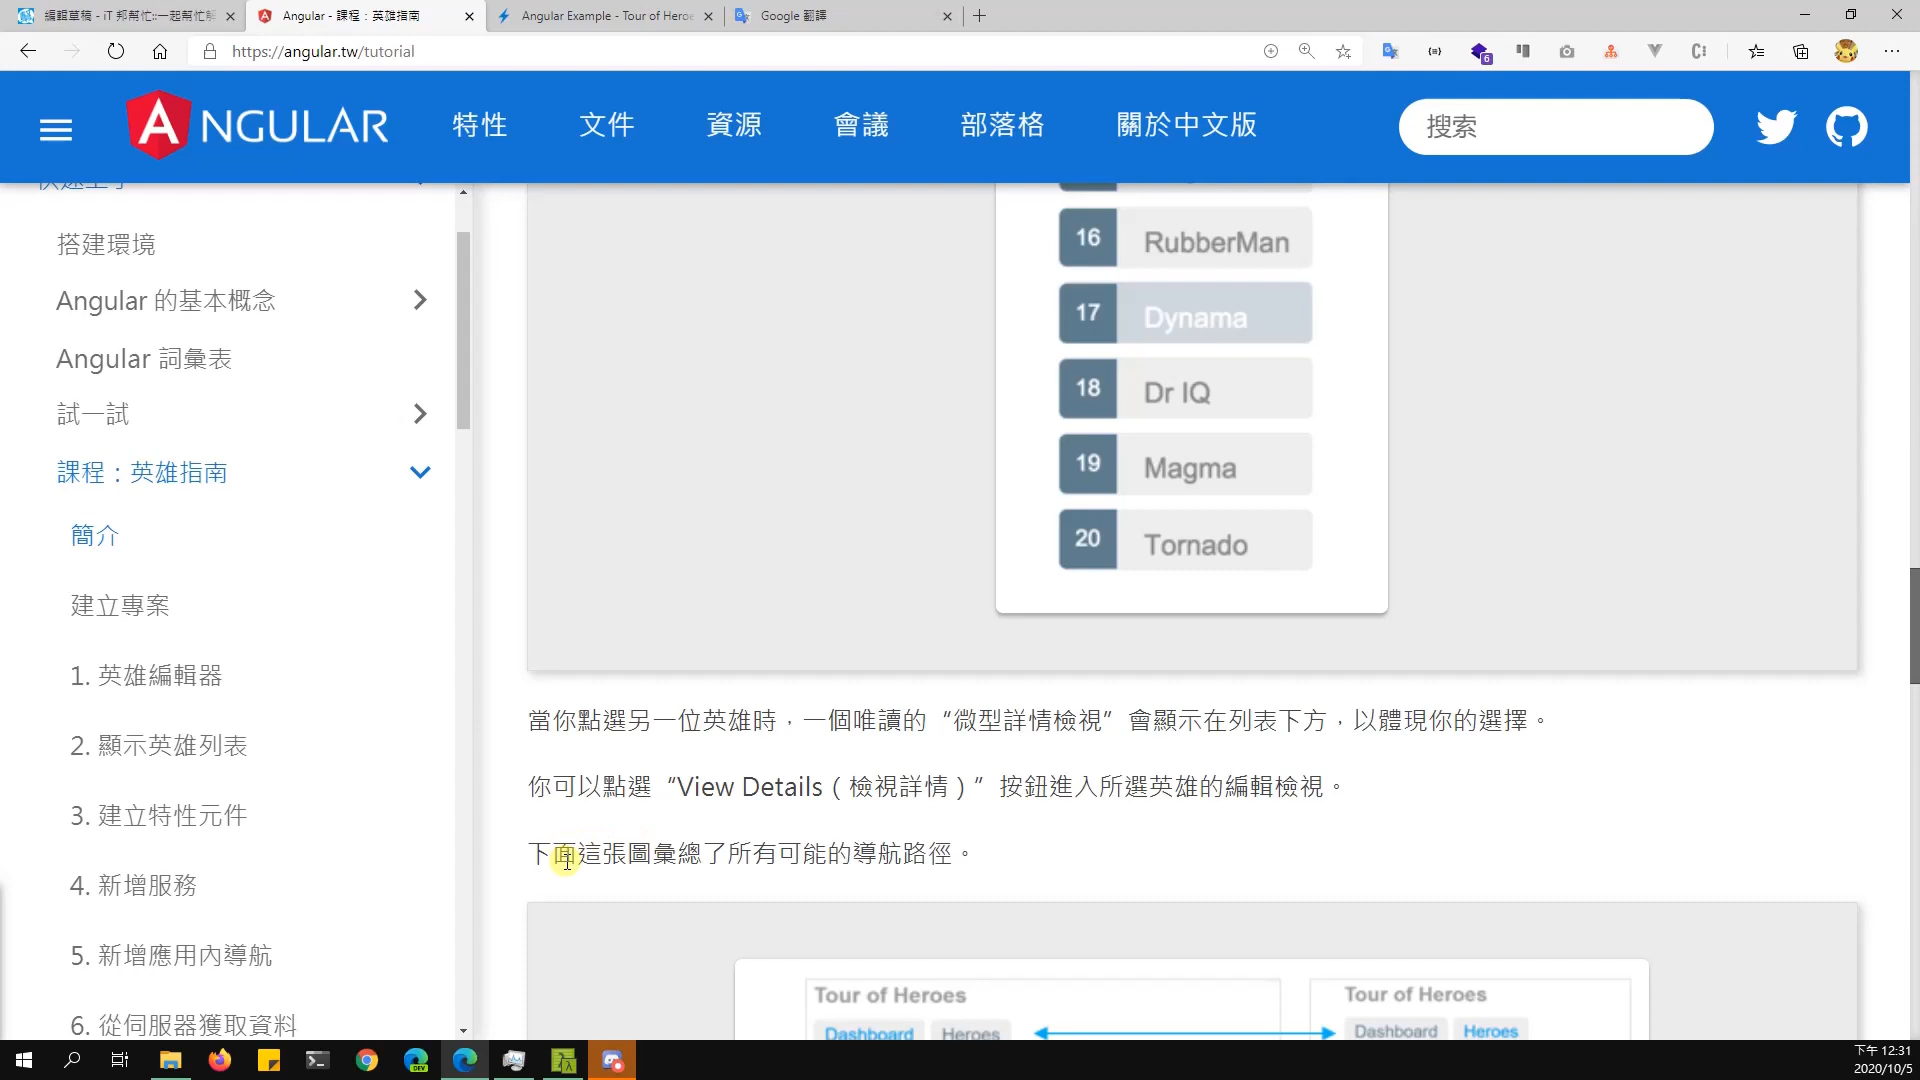 編輯草稿 - iT 邦幫忙::一起幫忙解
Angular - 課程：英雄指南
Angular Example - Tour of Heroe
Google 翻譯
https://angular.tw/tutorial
6
ANGULAR
特性
文件
資源
會議
部落格
關於中文版
搜索
搭建環境
Angular 的基本概念
Angular 詞彙表
試一試
課程：英雄指南
簡介
建立專案
1. 英雄編輯器
2. 顯示英雄列表
3. 建立特性元件
4. 新增服務
5. 新增應用內導航
6. 從伺服器獲取資料
16 RubberMan
17 Dynama
18 Dr IQ
19 Magma
20 Tornado
當你點選另一位英雄時，一個唯讀的“微型詳情檢視”會顯示在列表下方，以體現你的選擇。
你可以點選“View Details（檢視詳情）”按鈕進入所選英雄的編輯檢視。
下面這張圖彙總了所有可能的導航路徑。
Tour of Heroes
Dashboard Heroes
Tour of Heroes
Dashboard Heroes
DEV
下午 12:31
2020/10/5